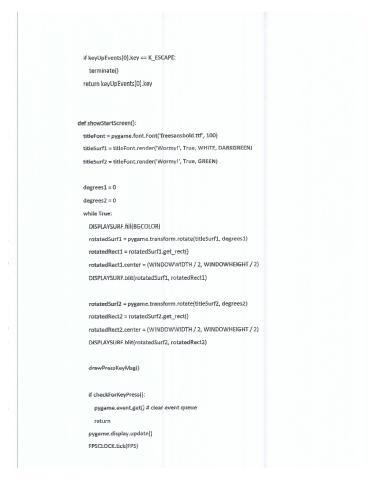 if keyUpEvents[0].key == K_ESCAPE:
terminate()
return keyUpEvents[0].key
def showStartScreen():
titleFont = pygame.font.Font('freesansbold.ttf', 100)
titleSurf1 = titleFont.render('Wormy!', True, WHITE, DARKGREEN)
titleSurf2 = titleFont.render('Wormy!', True, GREEN)
degrees1 = 0
degrees2 = 0
while True:
DISPLAYSURF.fill(BGCOLOR)
rotatedSurf1 = pygame.transform.rotate(titleSurf1, degrees1)
rotatedRect1 = rotatedSurf1.get_rect()
rotatedRect1.center = (WINDOWWIDTH / 2, WINDOWHEIGHT / 2)
DISPLAYSURF.blit(rotatedSurf1, rotatedRect1)
rotatedSurf2 = pygame.transform.rotate(titleSurf2, degrees2)
rotatedRect2 = rotatedSurf2.get_rect()
rotatedRect2.center = (WINDOWWIDTH / 2, WINDOWHEIGHT / 2)
DISPLAYSURF.blit(rotatedSurf2, rotatedRect2)
drawPressKeyMsg()
if checkForKeyPress():
pygame.event.get() # clear event queue
return
pygame.display.update()
FPSCLOCK.tick(FPS)